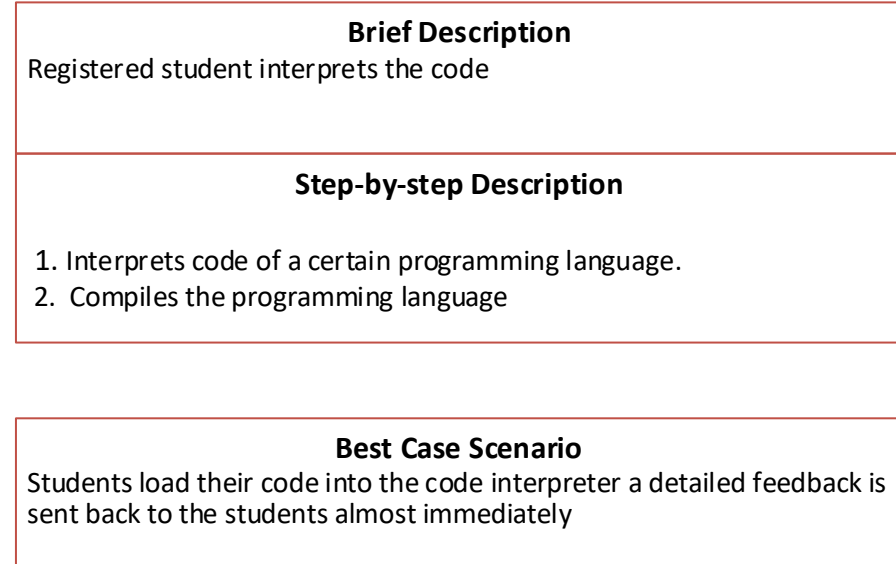 Brief Description
Registered student interprets the code
Step-by-step Description
1. Interprets code of a certain programming language.
2. Compiles the programming language
Best Case Scenario
Students load their code into the code interpreter a detailed feedback is
sent back to the students almost immediately